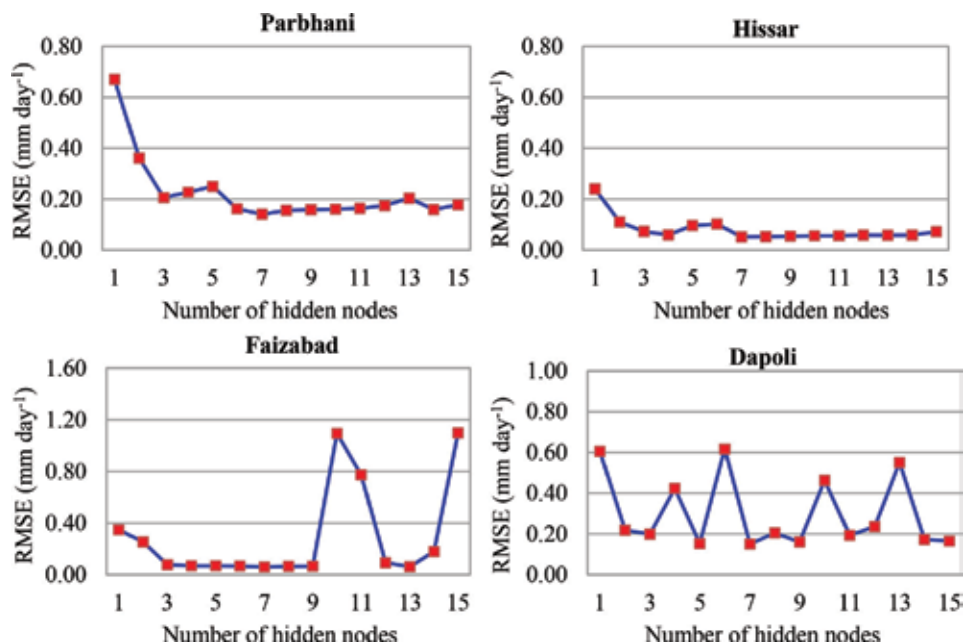 Parbhani
RMSE (mm day⁻¹)
0.80
0.60
0.40
0.20
0.00
1 3 5 7 9 11 13 15
Number of hidden nodes
Hissar
RMSE (mm day⁻¹)
0.80
0.60
0.40
0.20
0.00
1 3 5 7 9 11 13 15
Number of hidden nodes
Faizabad
RMSE (mm day⁻¹)
1.60
1.20
0.80
0.40
0.00
1 3 5 7 9 11 13 15
Number of hidden nodes
Dapoli
RMSE (mm day⁻¹)
1.00
0.80
0.60
0.40
0.20
0.00
1 3 5 7 9 11 13 15
Number of hidden nodes